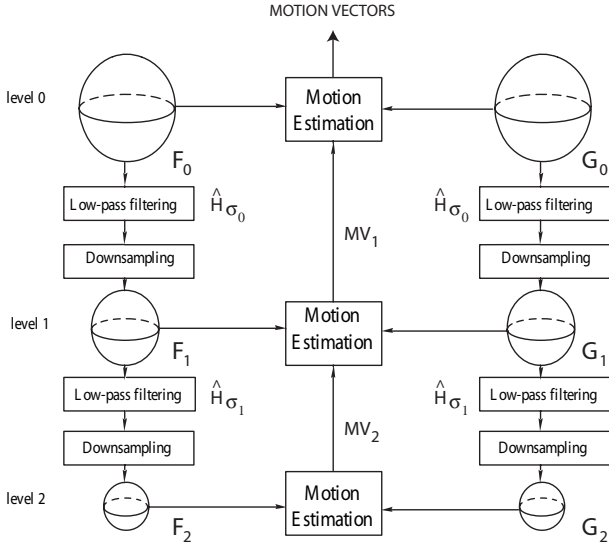 MOTION VECTORS
level 0
Motion
Estimation
F0
G0
Low-pass filtering
Ĥσ0
Ĥσ0
Low-pass filtering
Downsampling
MV1
Downsampling
level 1
Motion
Estimation
F1
G1
Low-pass filtering
Ĥσ1
Ĥσ1
Low-pass filtering
Downsampling
MV2
Downsampling
level 2
Motion
Estimation
F2
G2